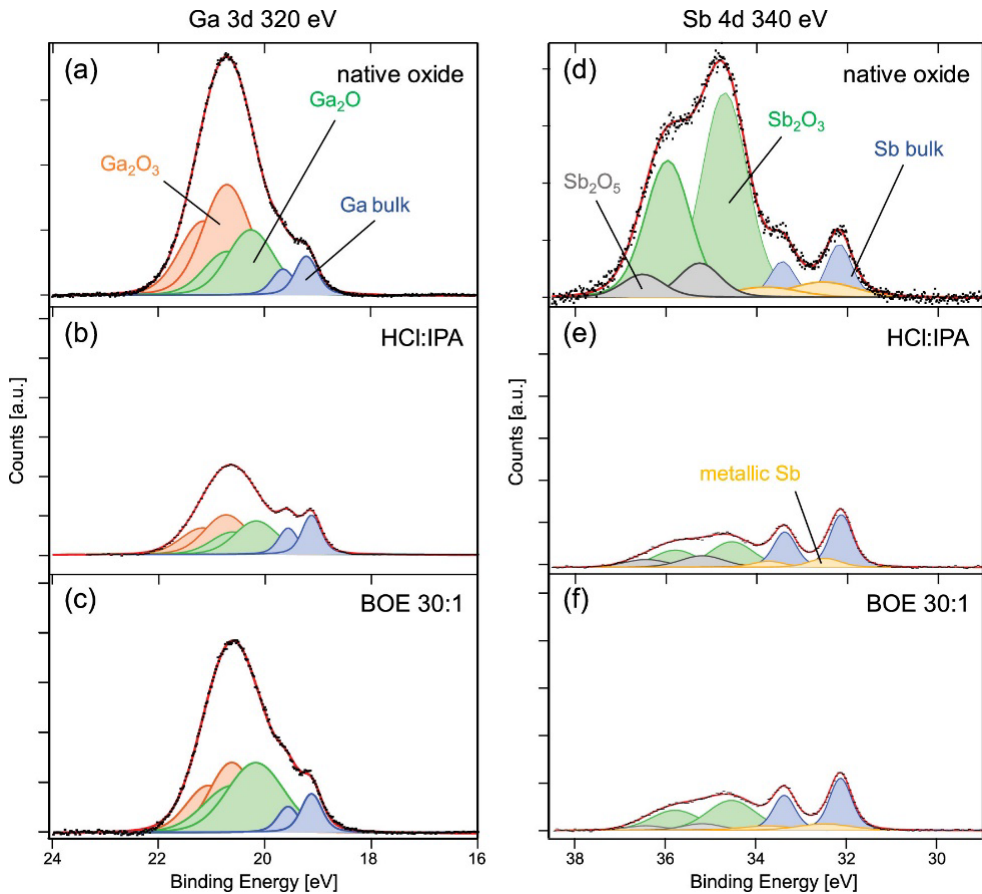 Ga 3d 320 eV
Sb 4d 340 eV
(a)
native oxide
Ga₂O
Ga₂O₃
Ga bulk
(d)
native oxide
Sb₂O₃
Sb₂O₅
Sb bulk
(b)
HCl:IPA
(e)
HCl:IPA
metallic Sb
Counts [a.u.]
Counts [a.u.]
(c)
BOE 30:1
(f)
BOE 30:1
24 22 20 18 16
38 36 34 32 30
Binding Energy [eV]
Binding Energy [eV]